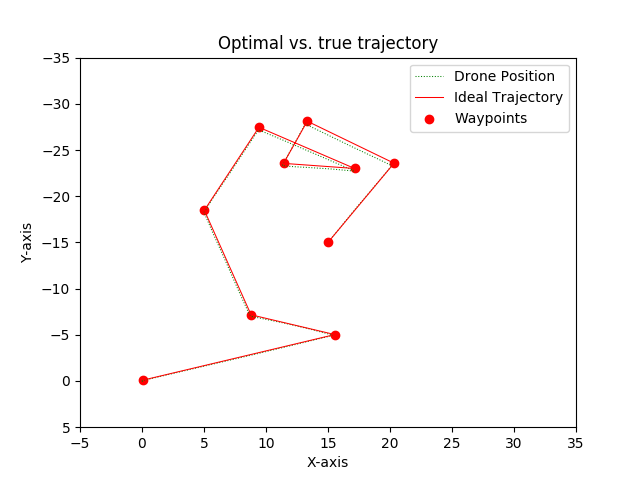 Optimal vs. true trajectory
Drone Position
Ideal Trajectory
Waypoints
Y-axis
−35
−30
−25
−20
−15
−10
−5
0
5
−5 0 5 10 15 20 25 30 35
X-axis